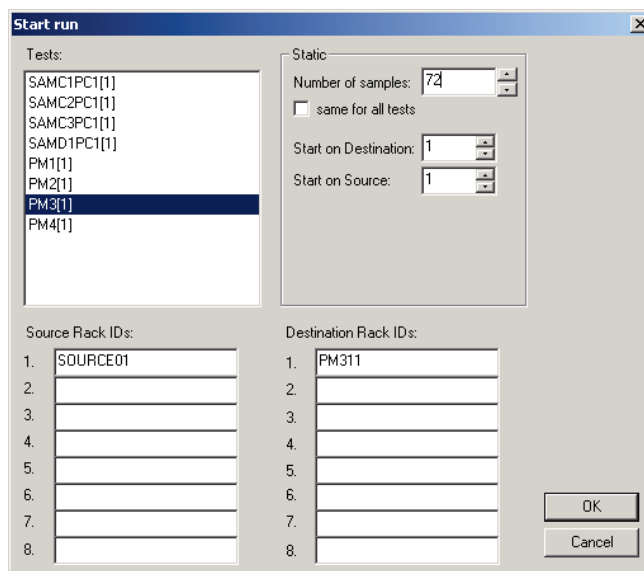 Start run
Tests:
SAMC1PC1[1]
SAMC2PC1[1]
SAMC3PC1[1]
SAMD1PC1[1]
PM1[1]
PM2[1]
PM3[1]
PM4[1]
Static
Number of samples: 72
same for all tests
Start on Destination: 1
Start on Source: 1
Source Rack IDs:
1. SOURCE01
2.
3.
4.
5.
6.
7.
8.
Destination Rack IDs:
1. PM311
2.
3.
4.
5.
6.
7.
8.
OK
Cancel